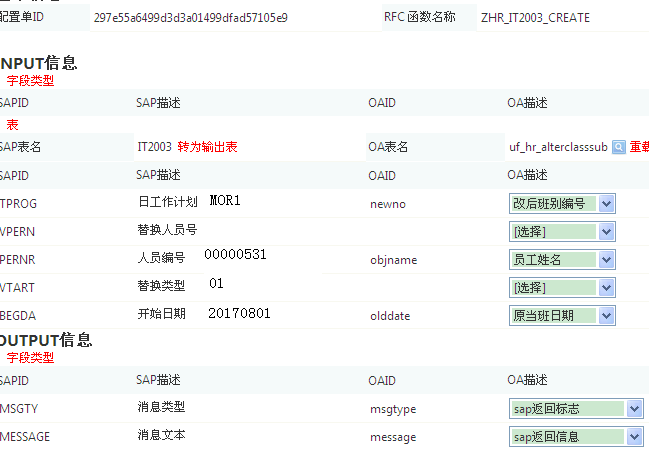 配置单ID 297e55a6499d3d3a01499dfad57105e9 RFC 函数名称 ZHR_IT2003_CREATE
NPUT信息
字段类型
SAPID SAP描述 OAID OA描述
表
SAP表名 IT2003 转为输出表 OA表名 uf_hr_alterclasssub 重载
SAPID SAP描述 OAID OA描述
TPROG 日工作计划 MOR1 newno 改后班别编号
VPERN 替换人员号 [选择]
PERNR 人员编号 00000531 objname 员工姓名
VTART 替换类型 01 [选择]
BEGDA 开始日期 20170801 olddate 原当班日期
OUTPUT信息
字段类型
SAPID SAP描述 OAID OA描述
MSGTY 消息类型 msgtype sap返回标志
MESSAGE 消息文本 message sap返回信息